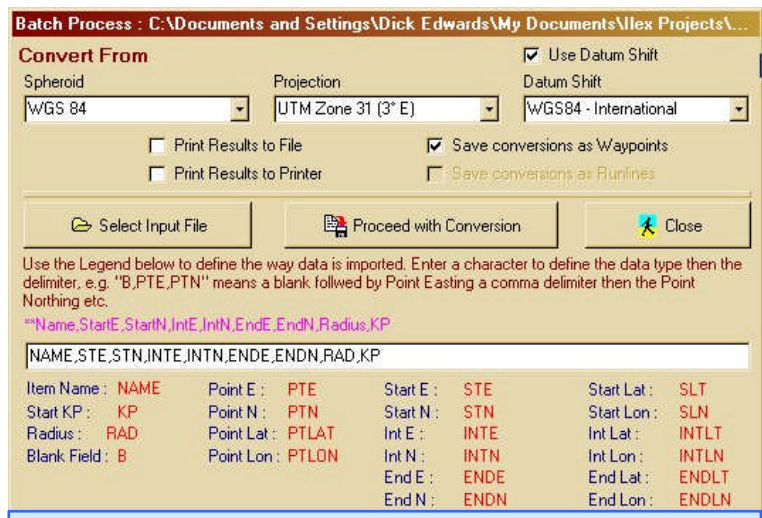 Batch Process : C:\Documents and Settings\Dick Edwards\My Documents\Ilex Projects\...
Convert From
Use Datum Shift
Spheroid Projection Datum Shift
WGS 84 UTM Zone 31 (3° E) WGS84 - International
Print Results to File Save conversions as Waypoints
Print Results to Printer Save conversions as Runlines
Select Input File Proceed with Conversion Close
Use the Legend below to define the way data is imported. Enter a character to define the data type then the
delimiter, e.g. "B,PTE,PTN" means a blank follwed by Point Easting a comma delimiter then the Point
Northing etc.
**Name,StartE,StartN,IntE,IntN,EndE,EndN,Radius,KP
NAME,STE,STN,INTE,INTN,ENDE,ENDN,RAD,KP
Item Name : NAME Point E : PTE Start E : STE Start Lat : SLT
Start KP : KP Point N : PTN Start N : STN Start Lon : SLN
Radius : RAD Point Lat : PTLAT Int E : INTE Int Lat : INTLT
Blank Field : B Point Lon : PTLON Int N : INTN Int Lon : INTLN
End E : ENDE End Lat : ENDLT
End N : ENDN End Lon : ENDLN